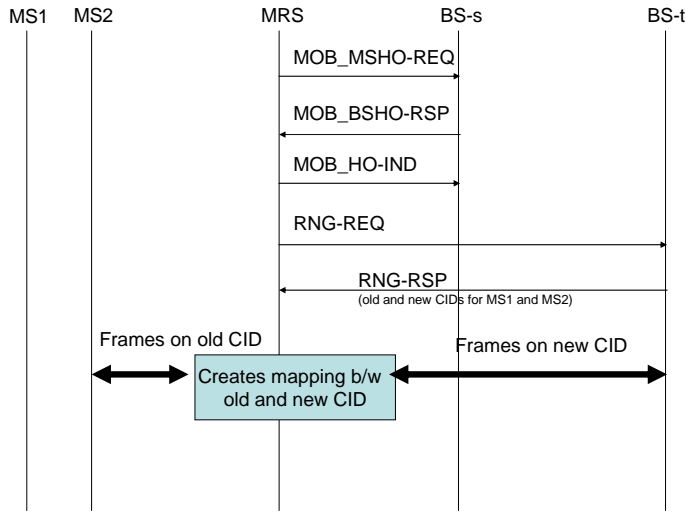 MS1 MS2 MRS BS-s BS-t
MOB_MSHO-REQ
MOB_BSHO-RSP
MOB_HO-IND
RNG-REQ
RNG-RSP
(old and new CIDs for MS1 and MS2)
Frames on old CID
Frames on new CID
Creates mapping b/w
old and new CID